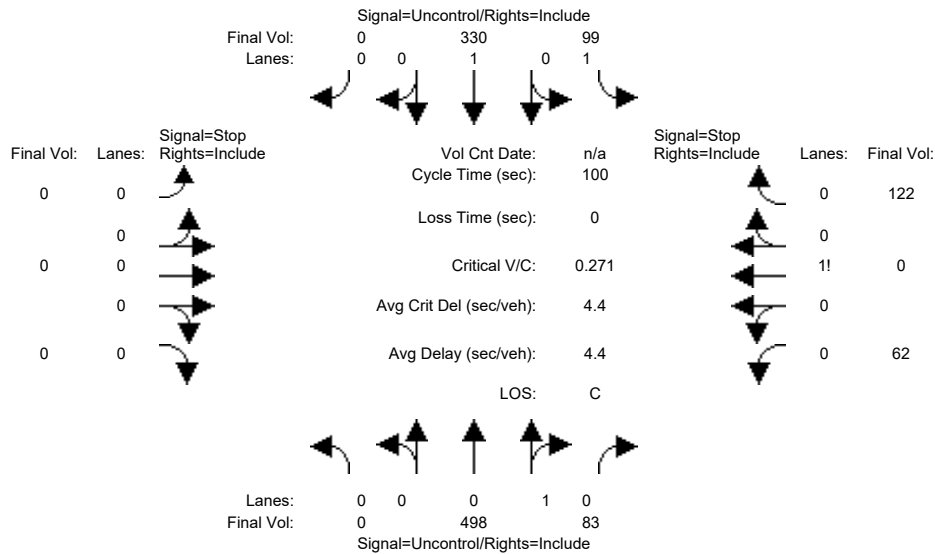 Signal=Uncontrol/Rights=Include
Final Vol: 0 330 99
Lanes: 0 0 1 0 1
Signal=Stop Signal=Stop
Final Vol: Lanes: Rights=Include Vol Cnt Date: n/a Rights=Include Lanes: Final Vol:
Cycle Time (sec): 100
0 0 0 122
Loss Time (sec): 0
0 0
0 0 Critical V/C: 0.271 1! 0
0 Avg Crit Del (sec/veh): 4.4 0
0 0 Avg Delay (sec/veh): 4.4 0 62
LOS: C
Lanes: 0 0 0 1 0
Final Vol: 0 498 83
Signal=Uncontrol/Rights=Include